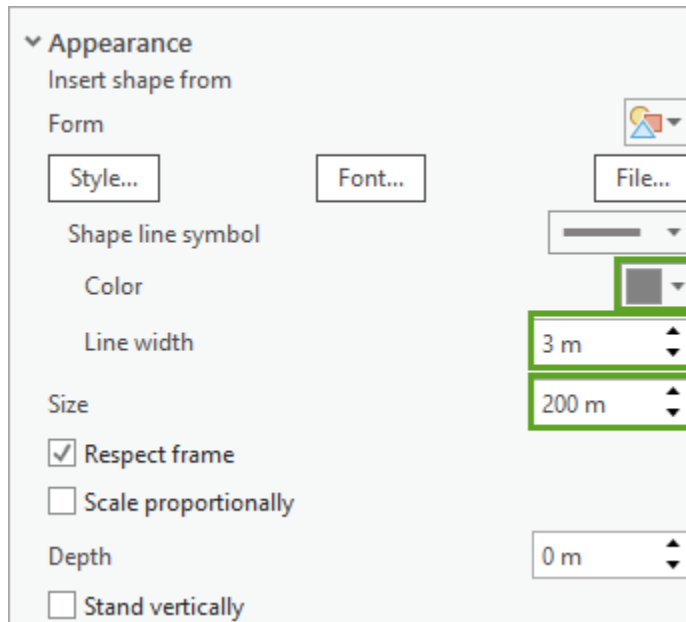 Appearance
Insert shape from
Form
Style... Font... File...
Shape line symbol
Color
Line width 3 m
Size 200 m
Respect frame
Scale proportionally
Depth 0 m
Stand vertically